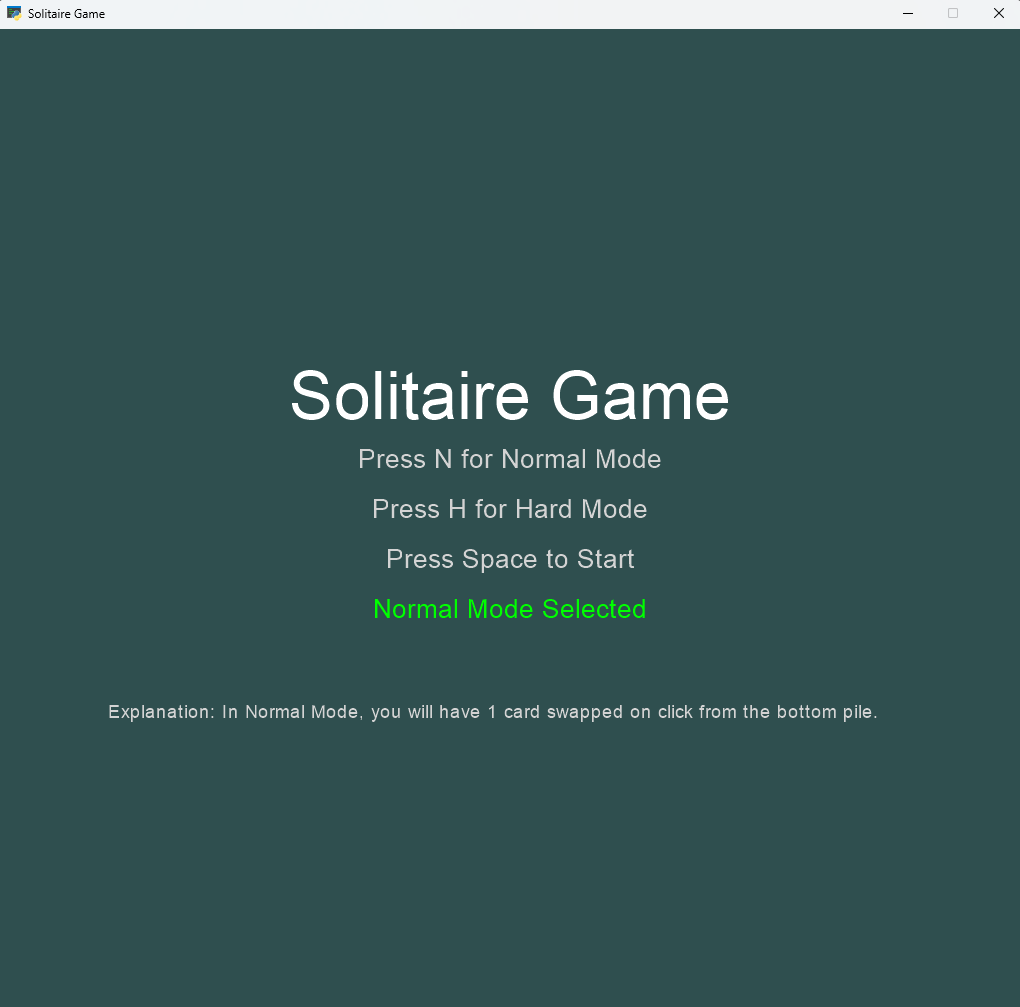 Solitaire Game
Solitaire Game
Press N for Normal Mode
Press H for Hard Mode
Press Space to Start
Normal Mode Selected
Explanation: In Normal Mode, you will have 1 card swapped on click from the bottom pile.